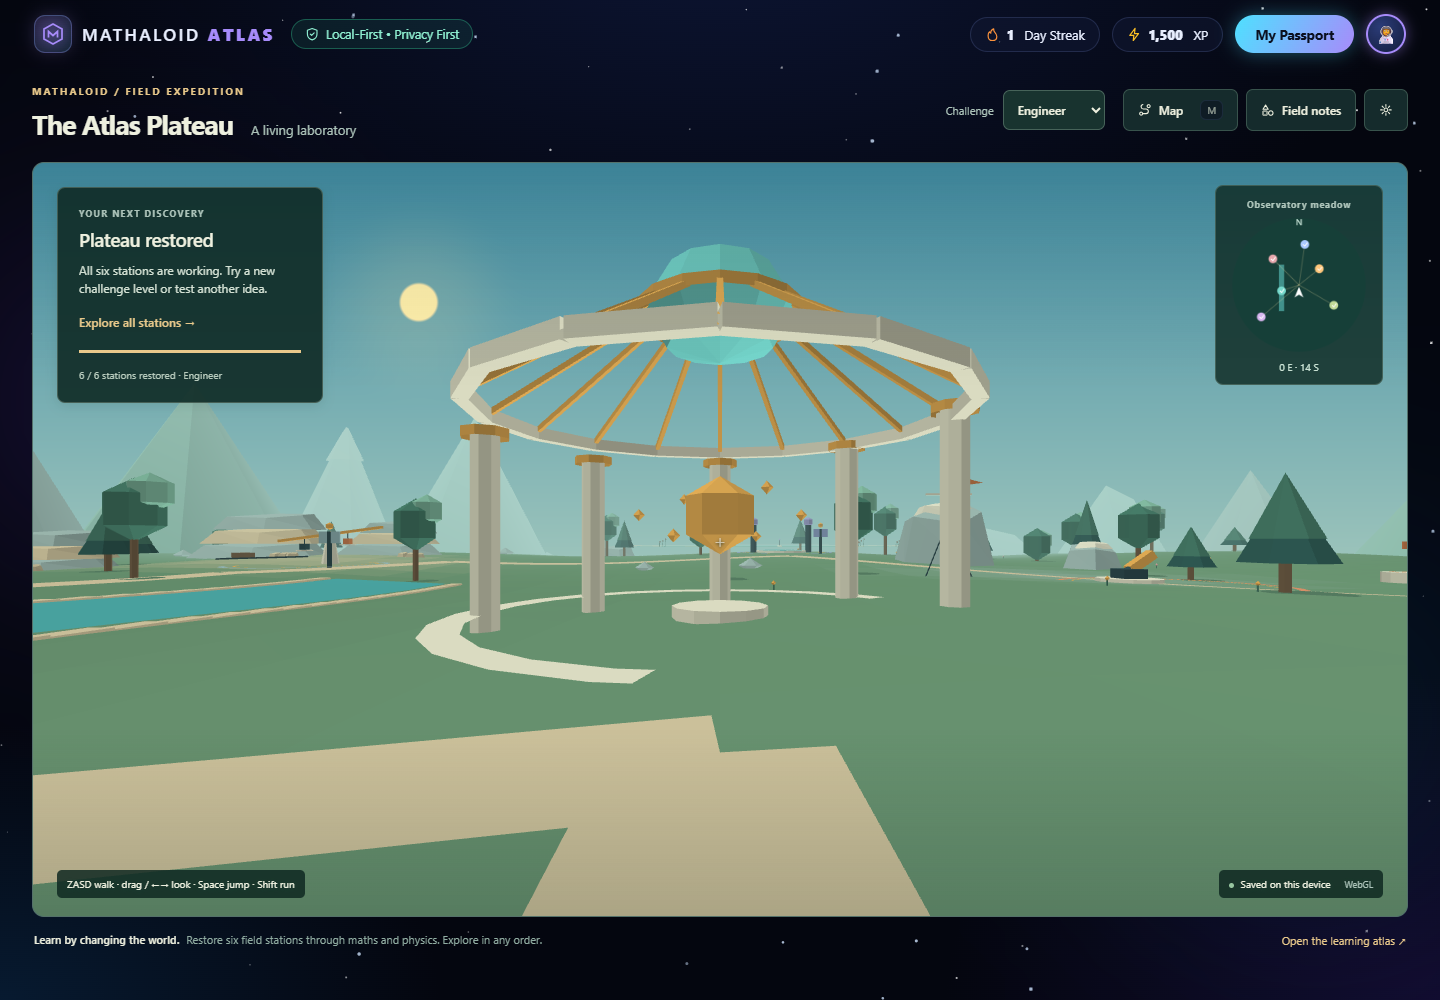 MATHALOID ATLAS
Local-First • Privacy First
1 Day Streak
1,500 XP
My Passport
MATHALOID / FIELD EXPEDITION
The Atlas Plateau
A living laboratory
Challenge
Engineer
Map
M
Field notes
YOUR NEXT DISCOVERY
Plateau restored
All six stations are working. Try a new
challenge level or test another idea.
Explore all stations →
6 / 6 stations restored · Engineer
Observatory meadow
N
0 E · 14 S
ZASD walk · drag / ←→ look · Space jump · Shift run
Saved on this device
WebGL
Learn by changing the world.
Restore six field stations through maths and physics. Explore in any order.
Open the learning atlas ↗